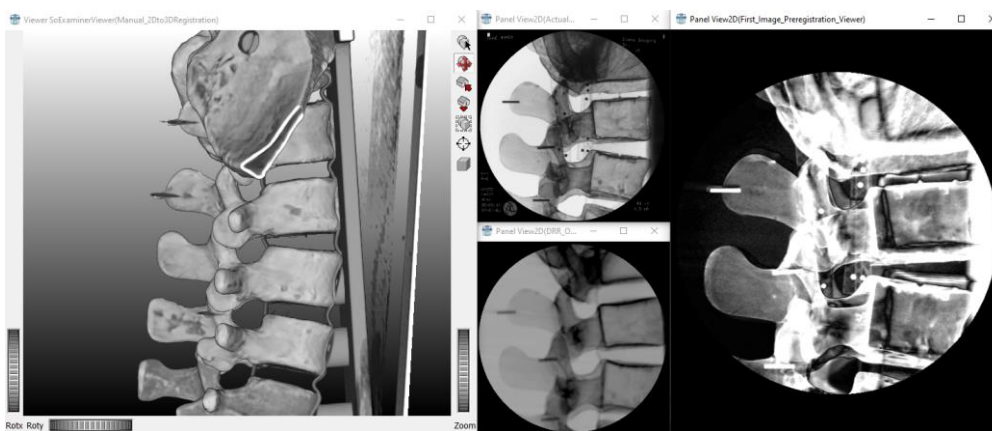 Viewer SoExaminerViewer(Manual_2Dto3DRegistration)
Rotx Roty
Zoom
Panel View2D(Actual...
Panel View2D(DRR_O...
Panel View2D(First_Image_Preregistration_Viewer)